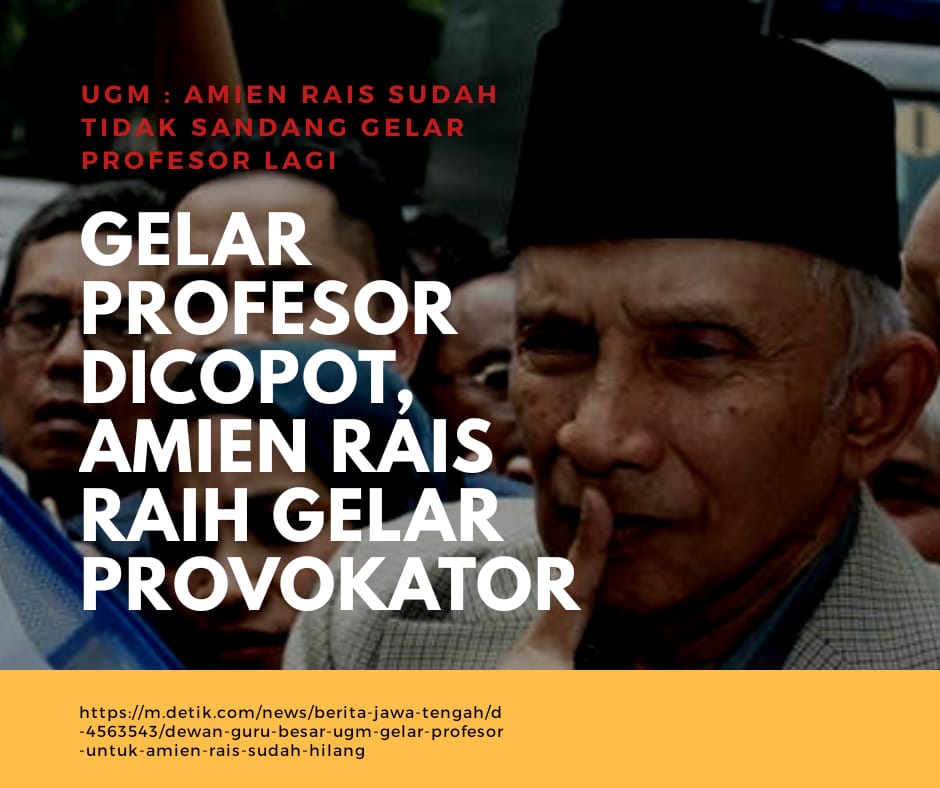 UGM : AMIEN RAIS SUDAH
TIDAK SANDANG GELAR
PROFESOR LAGI
GELAR
PROFESOR
DICOPOT,
AMIEN RAIS
RAIH GELAR
PROVOKATOR
https://m.detik.com/news/berita-jawa-tengah/d
-4563543/dewan-guru-besar-ugm-gelar-profesor
-untuk-amien-rais-sudah-hilang